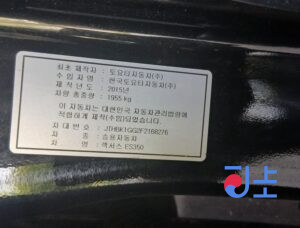 최초 제작자 : 토요타자동차(주)
수 입 자 명 : 한국토요타자동차(주)
제 작 년 도 : 2015년
차량 총중량 : 1955 kg
이 자동차는 대한민국 자동차관리법령에
적합하게 제작(수입)되었습니다.
차 대 번 호 : JTHBK1GG2F2168276
차 종 : 승용자동차
차 명 : 렉서스 ES350